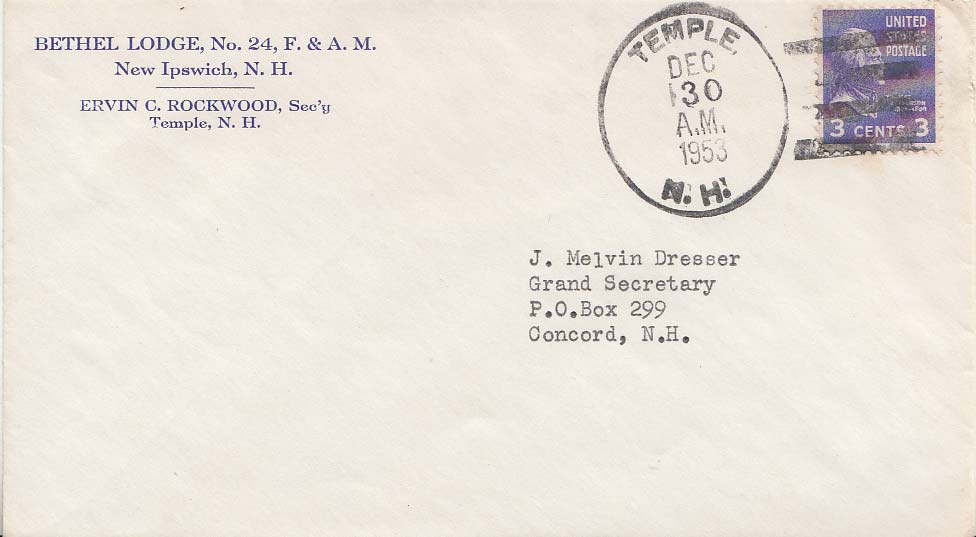 BETHEL LODGE, No. 24, F. & A. M.
New Ipswich, N. H.
ERVIN C. ROCKWOOD, Sec'y
Temple, N. H.
TEMPLE,
DEC
30
A.M.
1953
N. H.
UNITED
STATES
POSTAGE
3 CENTS 3
J. Melvin Dresser
Grand Secretary
P.O.Box 299
Concord, N.H.